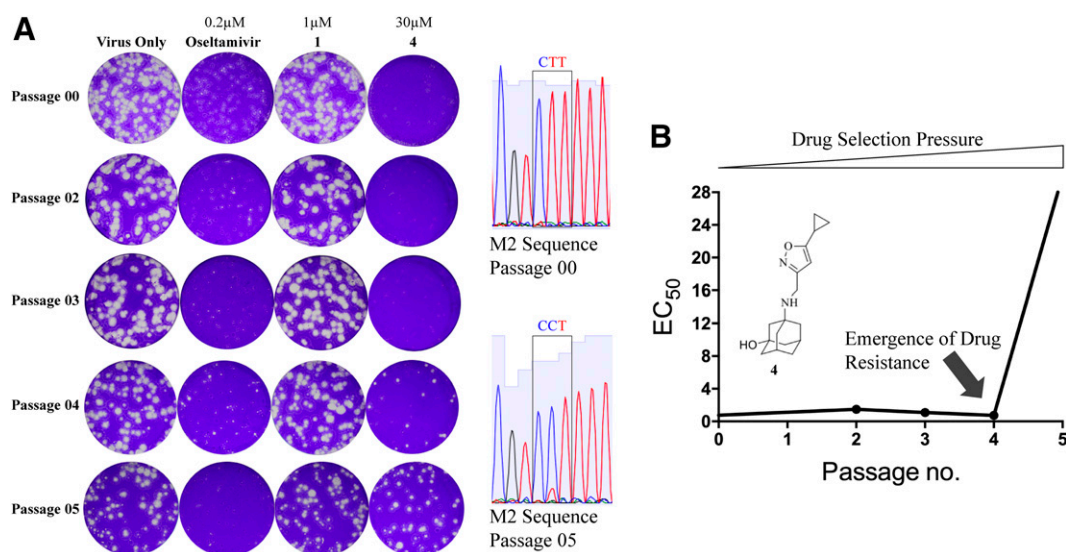 A
0.2µM 1µM 30µM
Virus Only Oseltamivir 1 4
Passage 00
Passage 02
Passage 03
Passage 04
Passage 05
CTT
M2 Sequence
Passage 00
CCT
M2 Sequence
Passage 05
B
Drug Selection Pressure
28
24
20
16
12
8
4
0
EC50
O
N
NH
HO
4
Emergence of Drug
Resistance
0 1 2 3 4 5
Passage no.